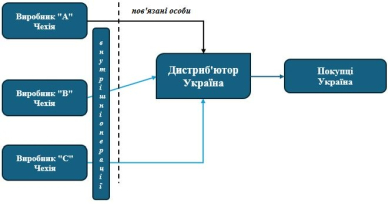 Виробник "А"
Чехія
пов'язані особи
внутрішні операції
Виробник "В"
Чехія
Дистриб'ютор
Україна
Покупці
Україна
Виробник "С"
Чехія